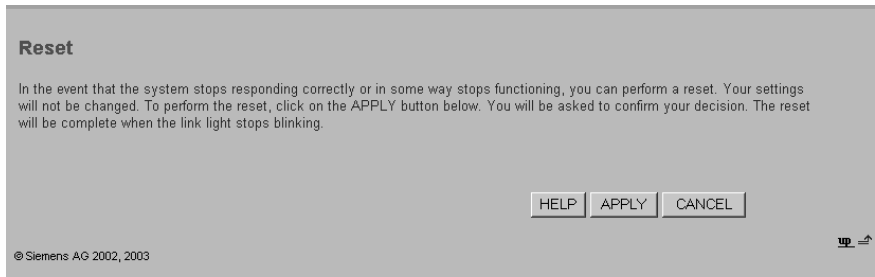 Reset
In the event that the system stops responding correctly or in some way stops functioning, you can perform a reset. Your settings
will not be changed. To perform the reset, click on the APPLY button below. You will be asked to confirm your decision. The reset
will be complete when the link light stops blinking.
HELP APPLY CANCEL
up
© Siemens AG 2002, 2003